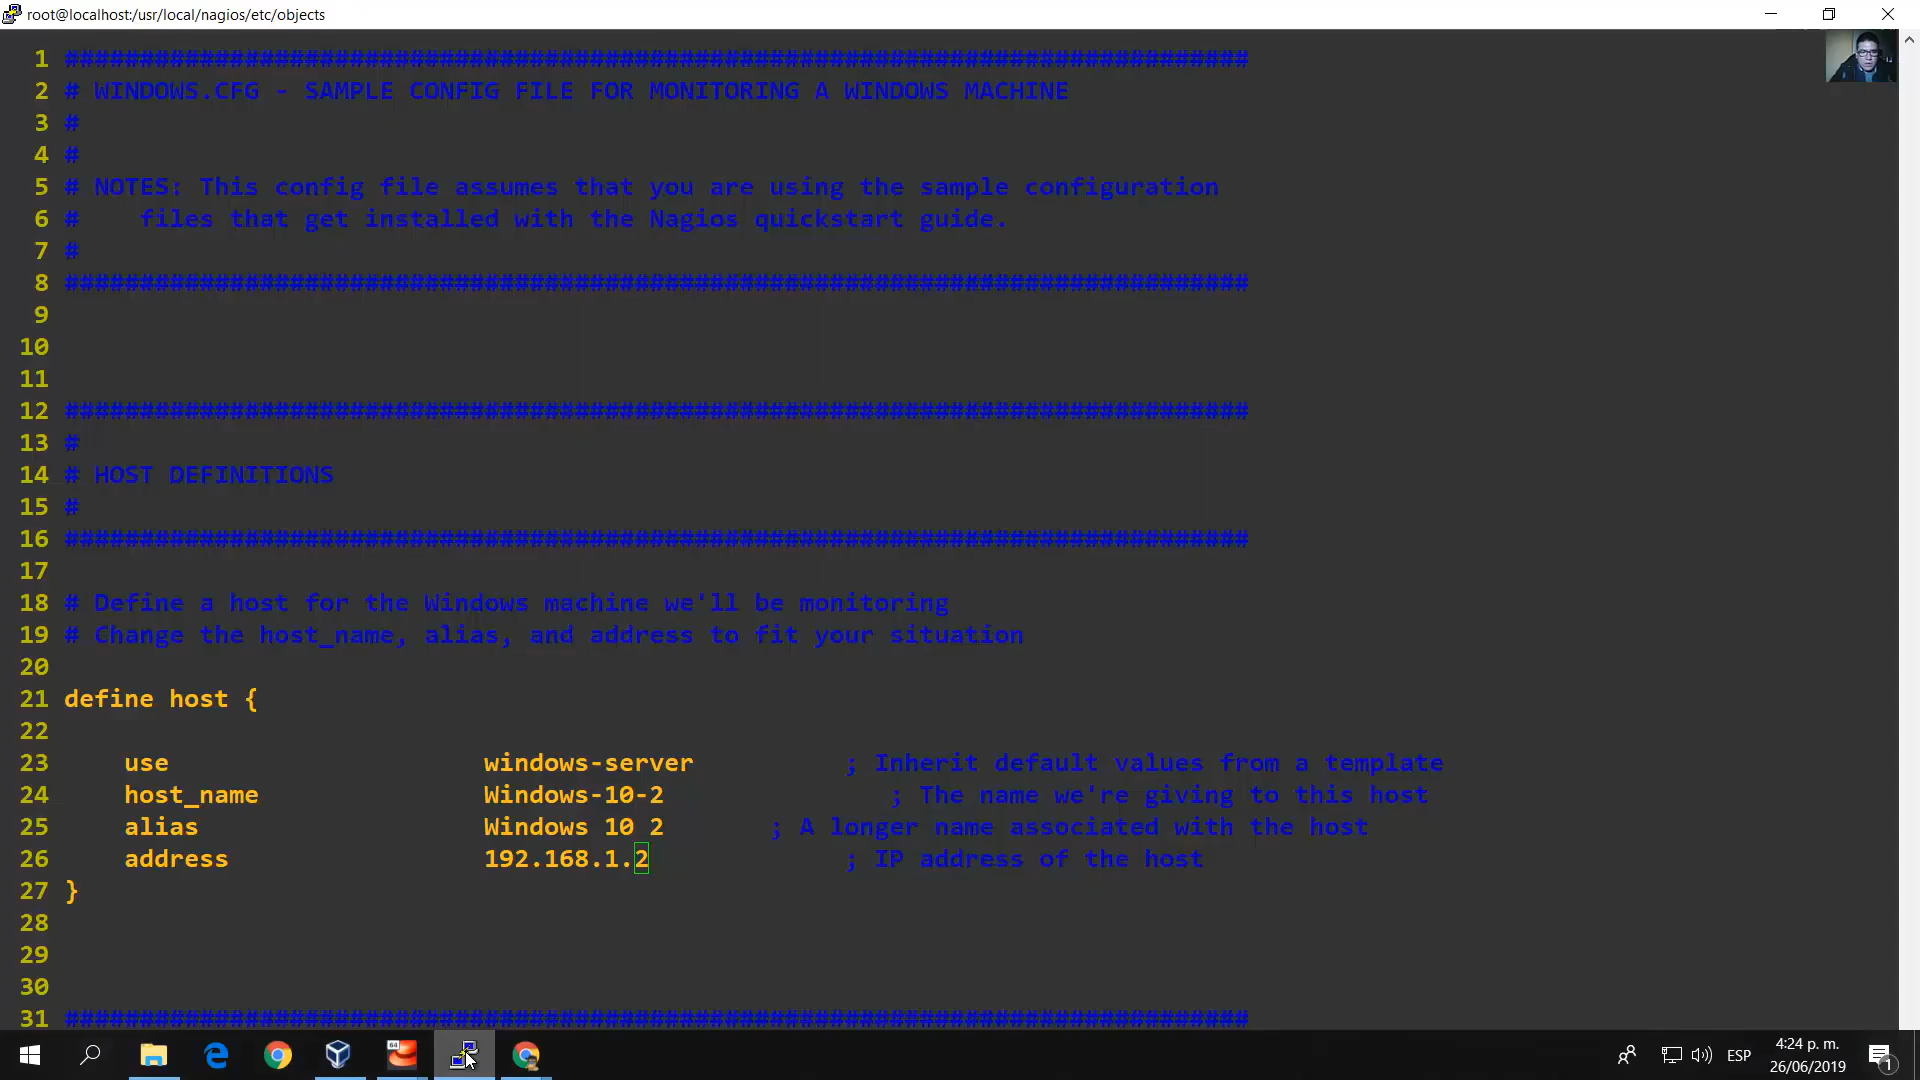 root@localhost:/usr/local/nagios/etc/objects
1 ###############################################################################
2 # WINDOWS.CFG - SAMPLE CONFIG FILE FOR MONITORING A WINDOWS MACHINE
3 #
4 #
5 # NOTES: This config file assumes that you are using the sample configuration
6 #    files that get installed with the Nagios quickstart guide.
7 #
8 ###############################################################################
9
10
11
12 ###############################################################################
13 #
14 # HOST DEFINITIONS
15 #
16 ###############################################################################
17
18 # Define a host for the Windows machine we'll be monitoring
19 # Change the host_name, alias, and address to fit your situation
20
21 define host {
22
23     use                     windows-server          ; Inherit default values from a template
24     host_name               Windows-10-2               ; The name we're giving to this host
25     alias                   Windows 10 2       ; A longer name associated with the host
26     address                 192.168.1.2             ; IP address of the host
27 }
28
29
30
31 ###############################################################################
64
ESP
4:24 p. m.
26/06/2019
1